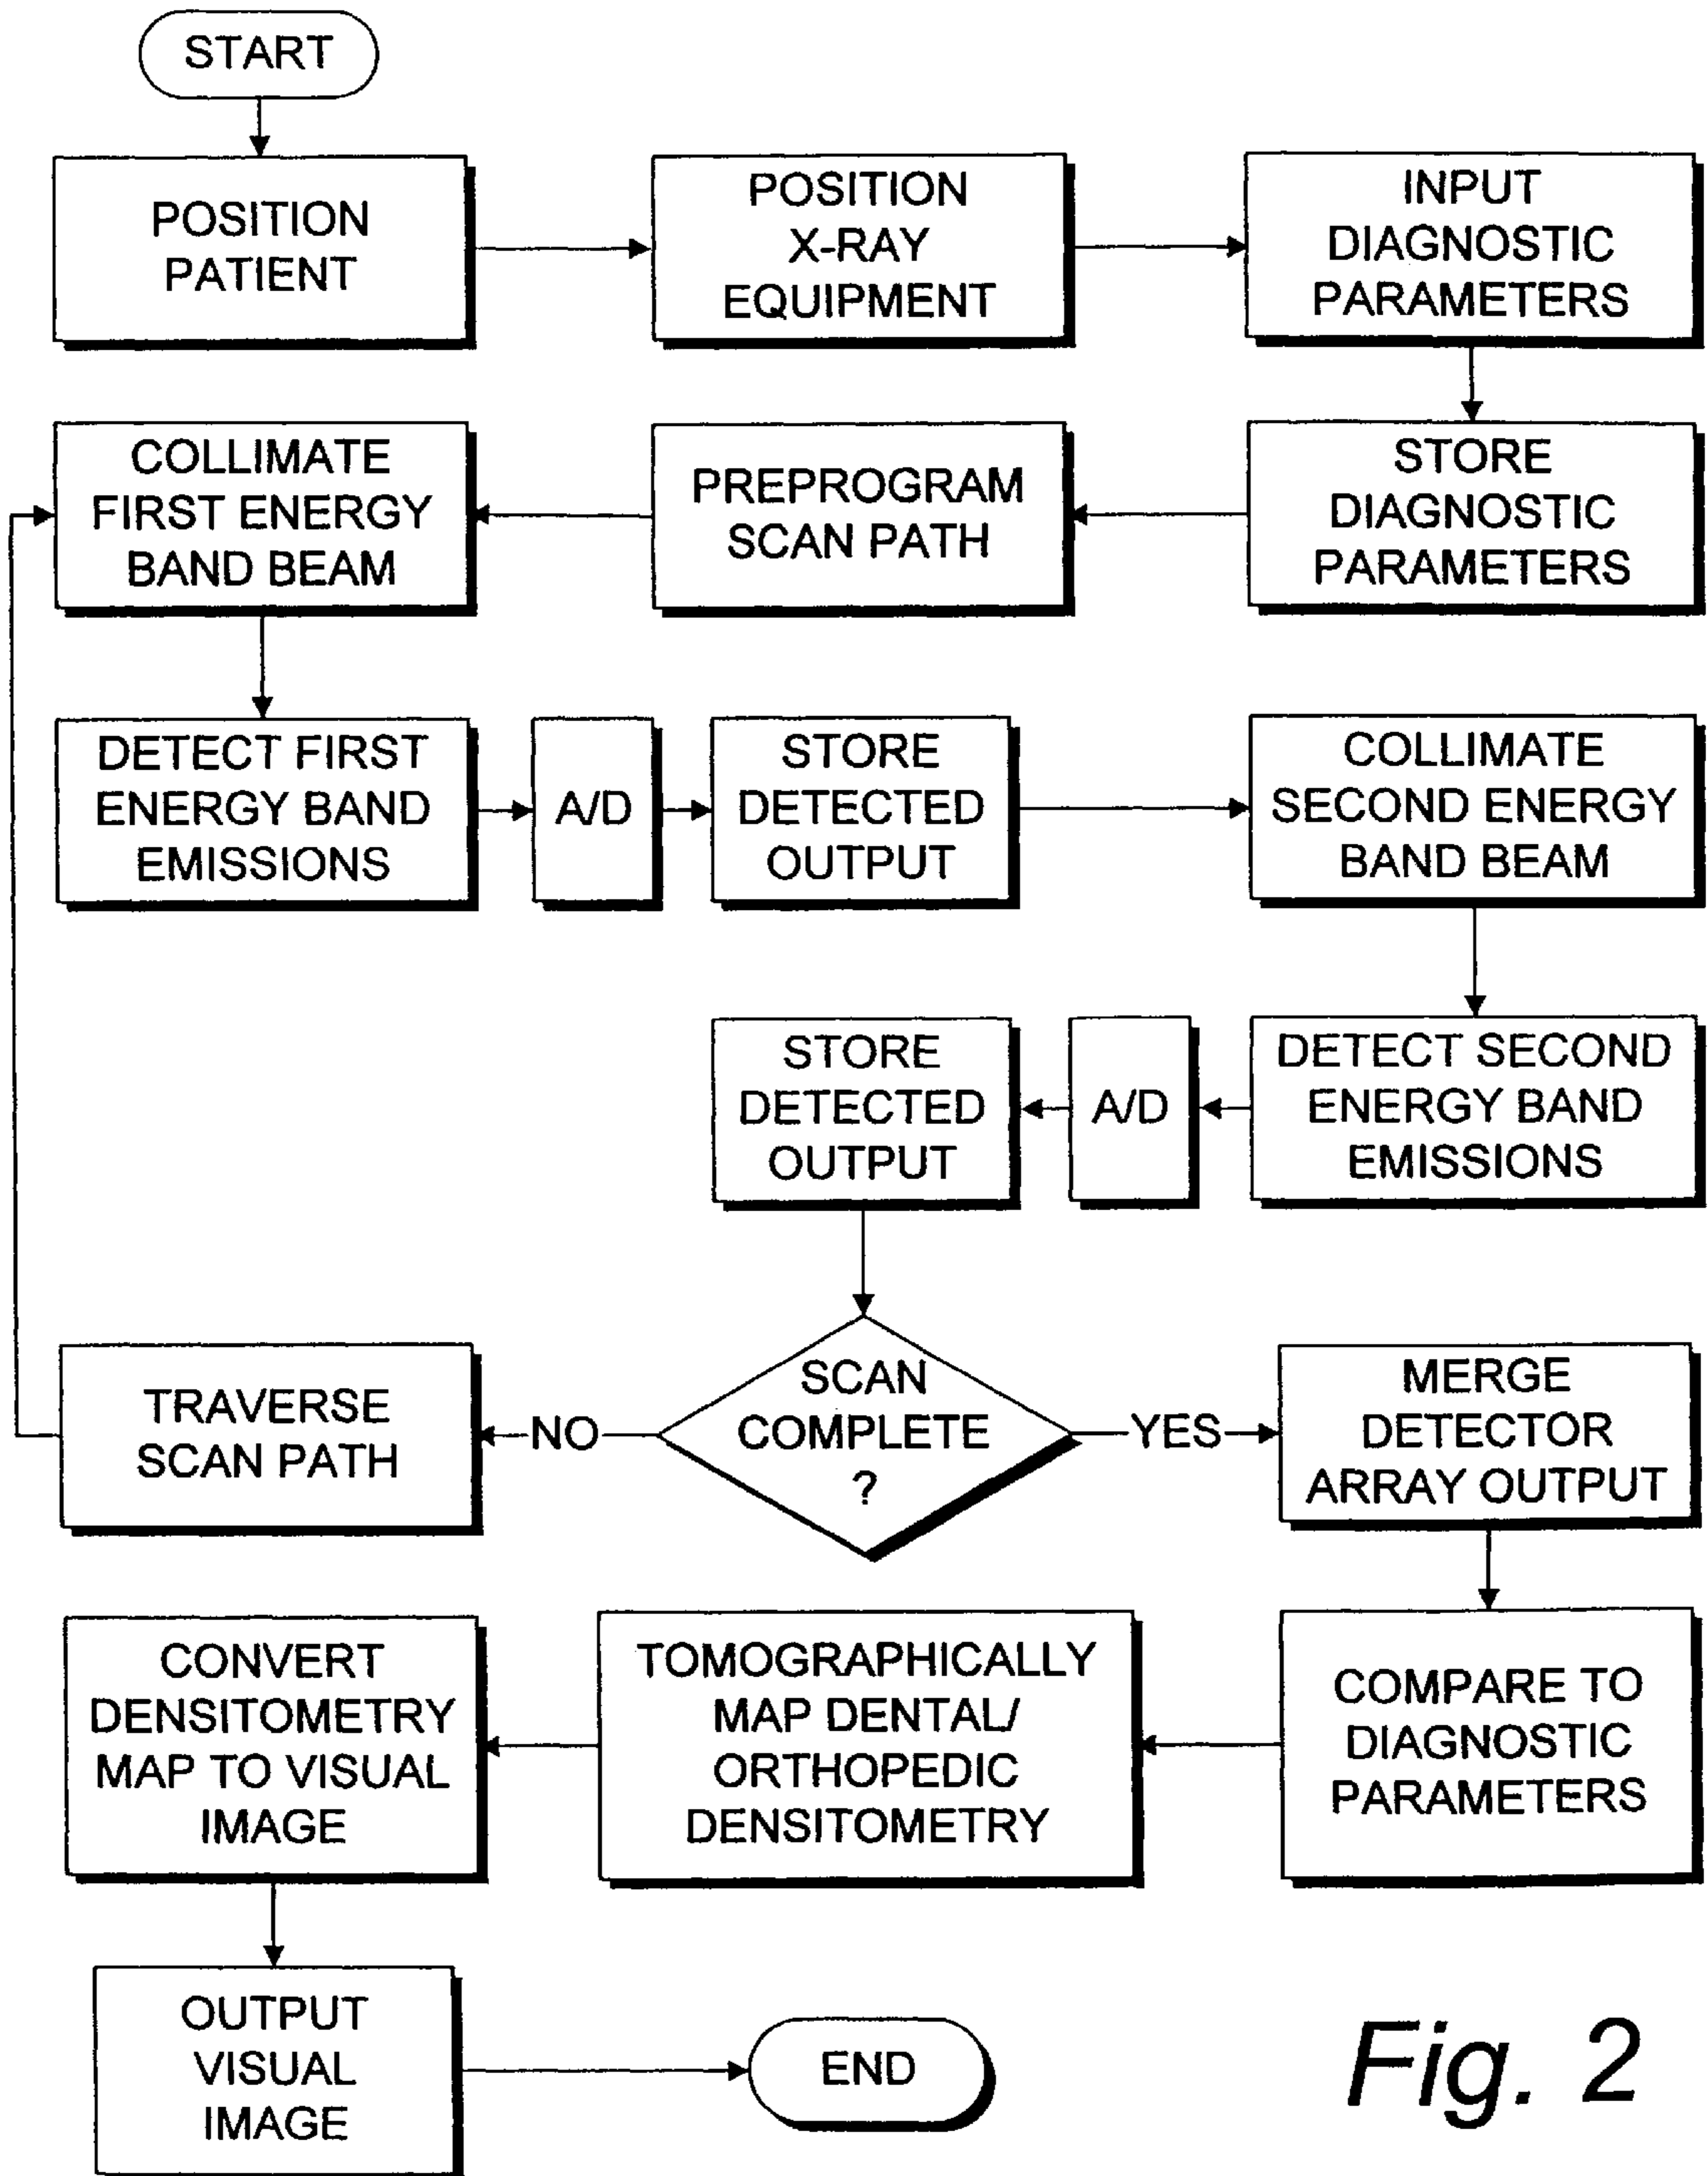 START
POSITION
PATIENT
POSITION
X-RAY
EQUIPMENT
INPUT
DIAGNOSTIC
PARAMETERS
STORE
DIAGNOSTIC
PARAMETERS
PREPROGRAM
SCAN PATH
COLLIMATE
FIRST ENERGY
BAND BEAM
DETECT FIRST
ENERGY BAND
EMISSIONS
A/D
STORE
DETECTED
OUTPUT
COLLIMATE
SECOND ENERGY
BAND BEAM
DETECT SECOND
ENERGY BAND
EMISSIONS
A/D
STORE
DETECTED
OUTPUT
SCAN
COMPLETE
?
NO
TRAVERSE
SCAN PATH
YES
MERGE
DETECTOR
ARRAY OUTPUT
COMPARE TO
DIAGNOSTIC
PARAMETERS
TOMOGRAPHICALLY
MAP DENTAL/
ORTHOPEDIC
DENSITOMETRY
CONVERT
DENSITOMETRY
MAP TO VISUAL
IMAGE
OUTPUT
VISUAL
IMAGE
END
Fig. 2